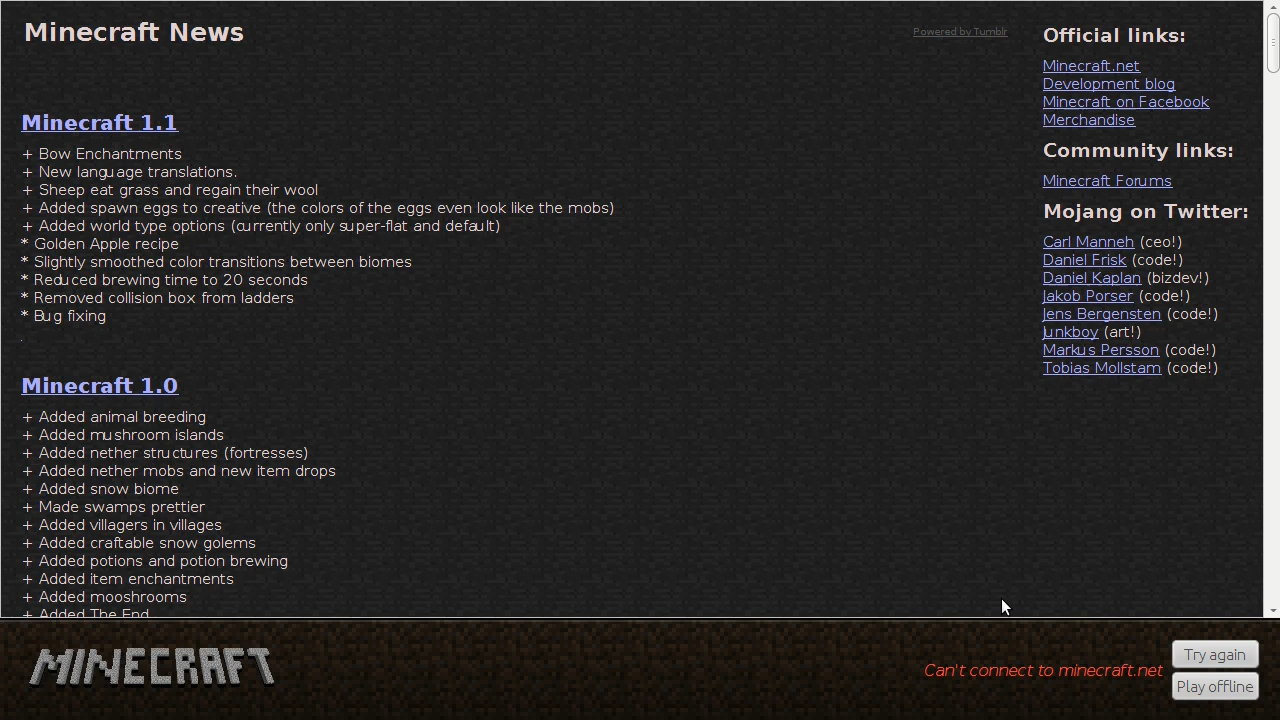 Minecraft News
Powered by Tumblr
Minecraft 1.1
+ Bow Enchantments
+ New language translations.
+ Sheep eat grass and regain their wool
+ Added spawn eggs to creative (the colors of the eggs even look like the mobs)
+ Added world type options (currently only super-flat and default)
* Golden Apple recipe
* Slightly smoothed color transitions between biomes
* Reduced brewing time to 20 seconds
* Removed collision box from ladders
* Bug fixing
.
Minecraft 1.0
+ Added animal breeding
+ Added mushroom islands
+ Added nether structures (fortresses)
+ Added nether mobs and new item drops
+ Added snow biome
+ Made swamps prettier
+ Added villagers in villages
+ Added craftable snow golems
+ Added potions and potion brewing
+ Added item enchantments
+ Added mooshrooms
+ Added The End
Official links:
Minecraft.net
Development blog
Minecraft on Facebook
Merchandise
Community links:
Minecraft Forums
Mojang on Twitter:
Carl Manneh (ceo!)
Daniel Frisk (code!)
Daniel Kaplan (bizdev!)
Jakob Porser (code!)
Jens Bergensten (code!)
Junkboy (art!)
Markus Persson (code!)
Tobias Mollstam (code!)
MINECRAFT
Can't connect to minecraft.net
Try again
Play offline